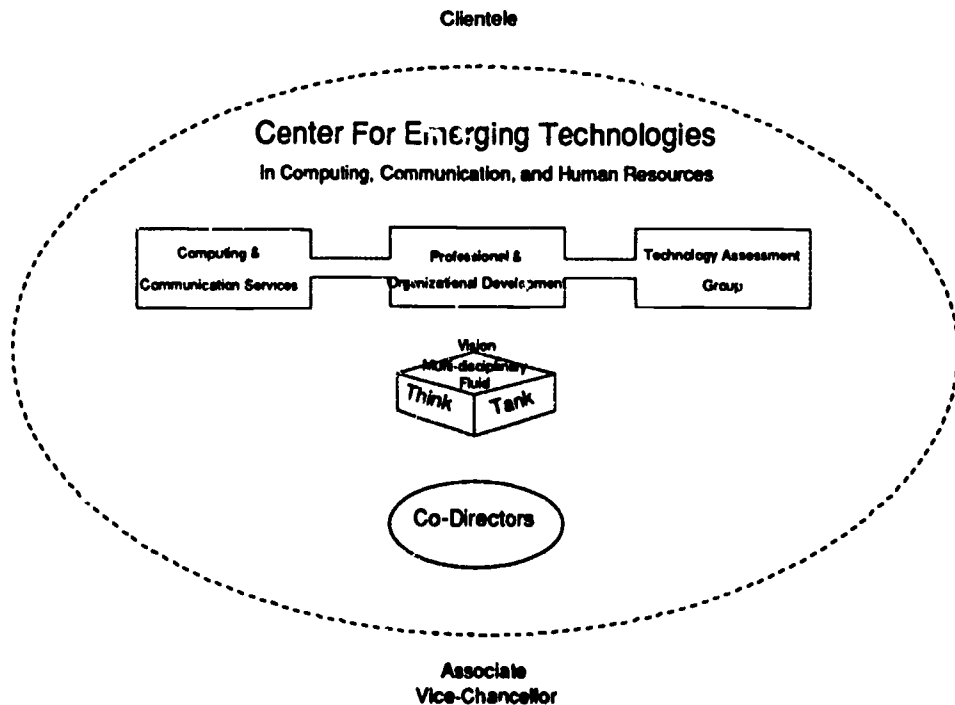 Clientele
Center For Emerging Technologies
In Computing, Communication, and Human Resources
Computing &
Communication Services
Professional &
Organizational Development
Technology Assessment
Group
Vision
Multi-disciplinary
Fluid
Think Tank
Co-Directors
Associate
Vice-Chancellor